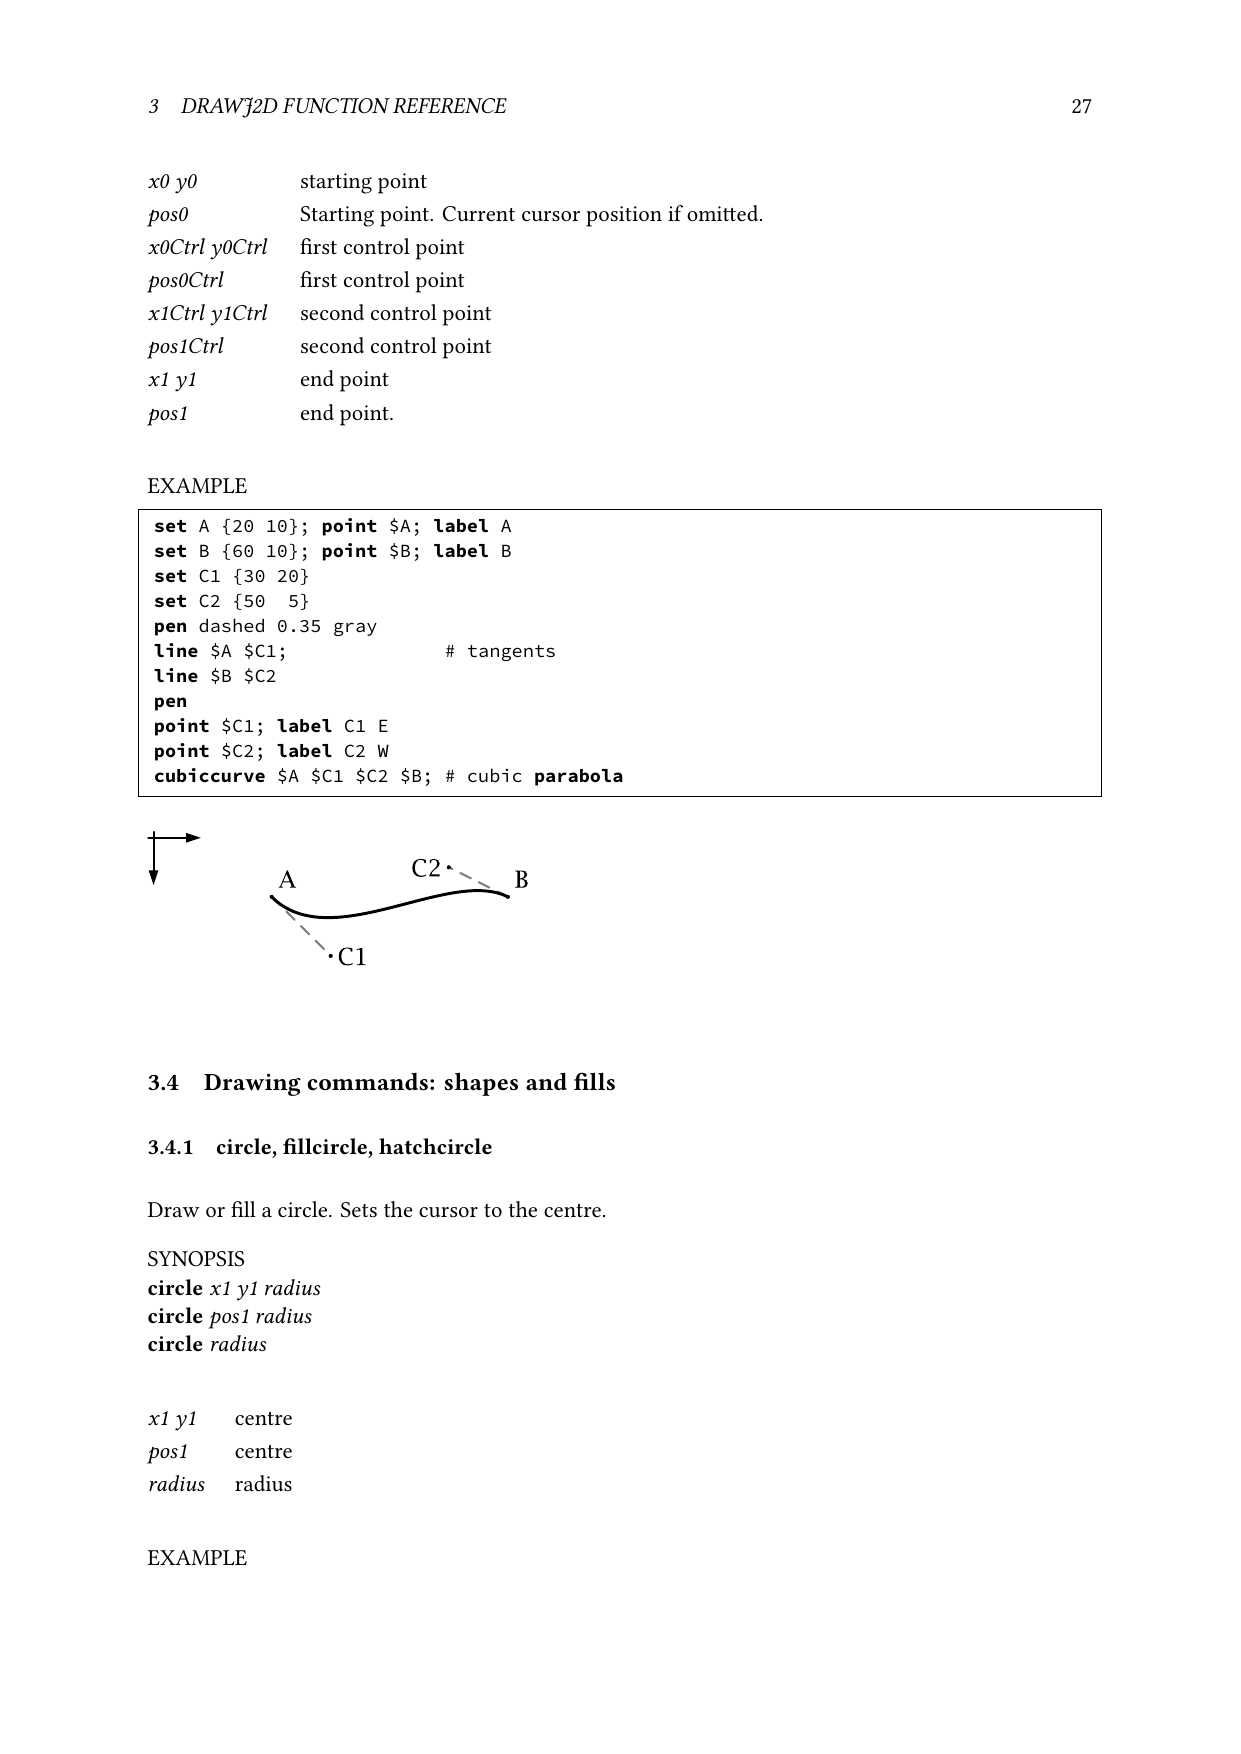 3 DRAWJ2D FUNCTION REFERENCE 27
x0 y0 starting point
pos0 Starting point. Current cursor position if omitted.
x0Ctrl y0Ctrl first control point
pos0Ctrl first control point
x1Ctrl y1Ctrl second control point
pos1Ctrl second control point
x1 y1 end point
pos1 end point.
EXAMPLE
set A {20 10}; point $A; label A
set B {60 10}; point $B; label B
set C1 {30 20}
set C2 {50  5}
pen dashed 0.35 gray
line $A $C1;              # tangents
line $B $C2
pen
point $C1; label C1 E
point $C2; label C2 W
cubiccurve $A $C1 $C2 $B; # cubic parabola
C2
A
B
C1
3.4 Drawing commands: shapes and fills
3.4.1 circle, fillcircle, hatchcircle
Draw or fill a circle. Sets the cursor to the centre.
SYNOPSIS
circle x1 y1 radius
circle pos1 radius
circle radius
x1 y1 centre
pos1 centre
radius radius
EXAMPLE